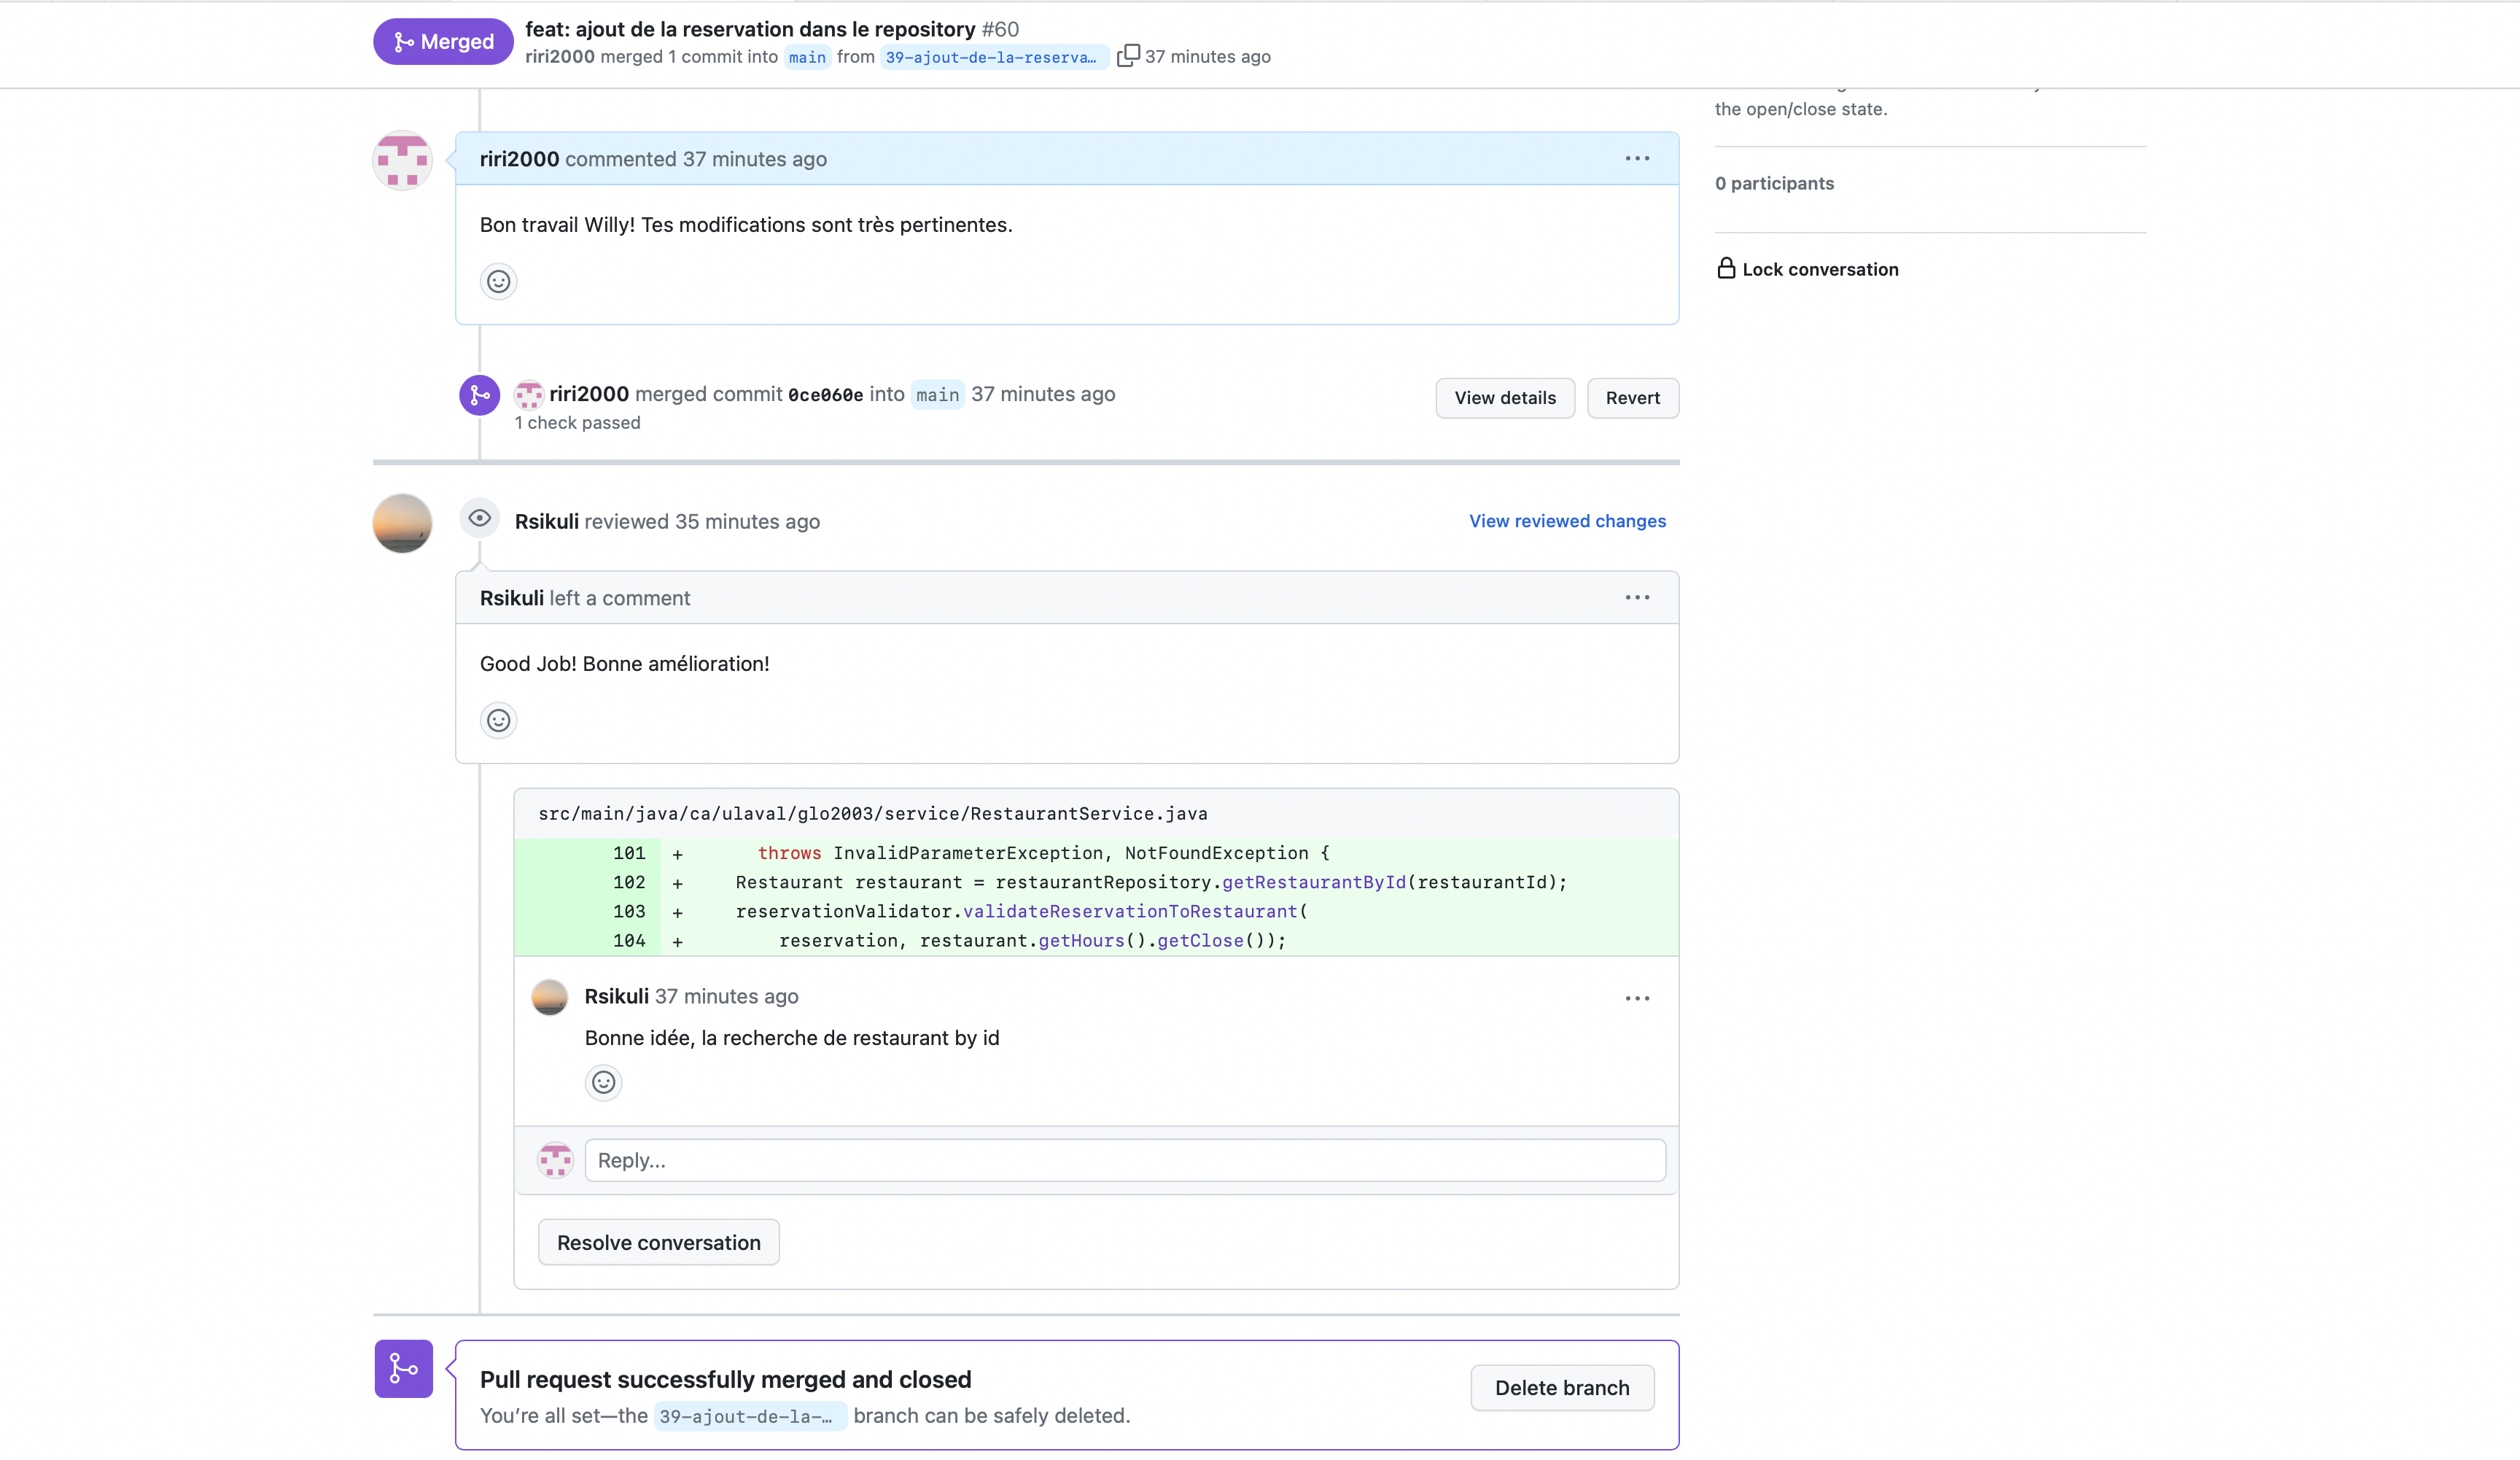 Merged
feat: ajout de la reservation dans le repository #60
riri2000 merged 1 commit into main from 39-ajout-de-la-reserva… 37 minutes ago
the open/close state.
riri2000 commented 37 minutes ago
0 participants
Bon travail Willy! Tes modifications sont très pertinentes.
Lock conversation
riri2000 merged commit 0ce060e into main 37 minutes ago
View details
Revert
1 check passed
Rsikuli reviewed 35 minutes ago
View reviewed changes
Rsikuli left a comment
Good Job! Bonne amélioration!
src/main/java/ca/ulaval/glo2003/service/RestaurantService.java
101 + throws InvalidParameterException, NotFoundException {
102 + Restaurant restaurant = restaurantRepository.getRestaurantById(restaurantId);
103 + reservationValidator.validateReservationToRestaurant(
104 + reservation, restaurant.getHours().getClose());
Rsikuli 37 minutes ago
Bonne idée, la recherche de restaurant by id
Reply...
Resolve conversation
Pull request successfully merged and closed
Delete branch
You’re all set—the 39-ajout-de-la-… branch can be safely deleted.